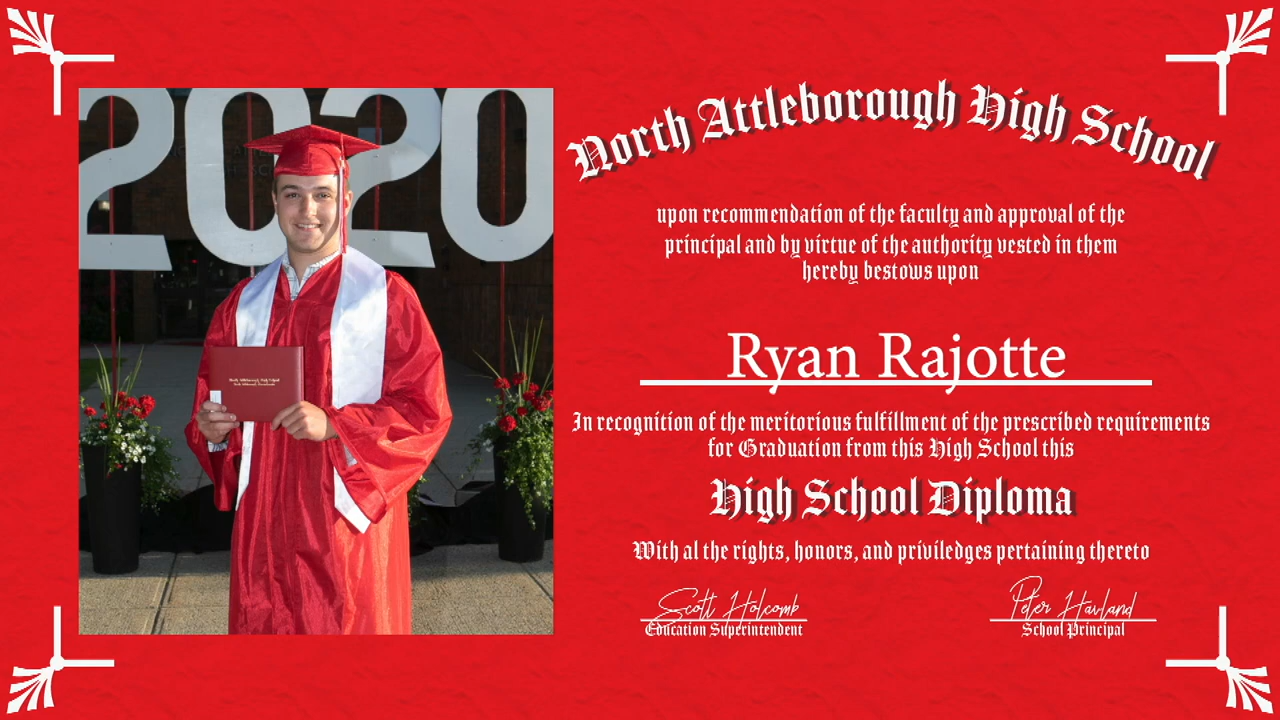 2020
North Attleborough High School
upon recommendation of the faculty and approval of the
principal and by virtue of the authority vested in them
hereby bestows upon
Ryan Rajotte
In recognition of the meritorious fulfillment of the prescribed requirements
for Graduation from this High School this
High School Diploma
With al the rights, honors, and priviledges pertaining thereto
Scott Holcomb
Education Superintendent
Peter Havland
School Principal